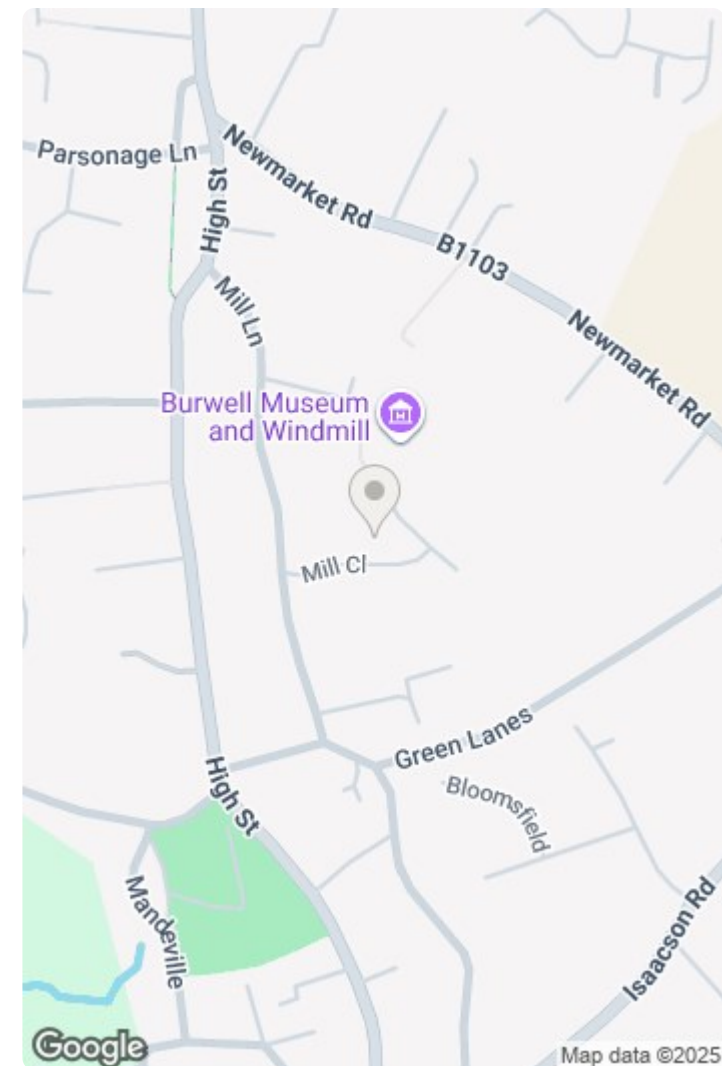 Parsonage Ln
High St
Newmarket Rd
B1103
Newmarket Rd
Mill Ln
Burwell Museum
and Windmill
Mill Cl
Green Lanes
Bloomsfield
High St
Mandeville
Isaacson Rd
Google
Map data ©2025